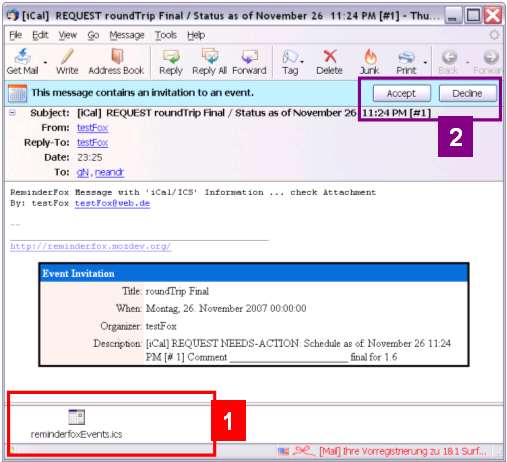 [iCal] REQUEST roundTrip Final / Status as of November 26 11:24 PM [#1] - Thu...
File Edit View Go Message Tools Help
Get Mail Write Address Book Reply Reply All Forward Tag Delete Junk Print Back Forwar
This message contains an invitation to an event. Accept Decline
Subject: [iCal] REQUEST roundTrip Final / Status as of November 26 11:24 PM [#1]
2
From: testFox
Reply-To: testFox
Date: 23:25
To: gN, neandr
ReminderFox Message with 'iCal/ICS' Information ... check Attachment
By: testFox testFox@web.de
--
http://reminderfox.mozdev.org/
Event Invitation
Title: roundTrip Final
When: Montag, 26. November 2007 00:00:00
Organizer: testFox
Description: [iCal] REQUEST NEEDS-ACTION: Schedule as of: November 26 11:24
PM [# 1] Comment ____________________ final for 1.6
1
reminderfoxEvents.ics
[Mail] Ihre Vorregistrierung zu 18.1 Surf...